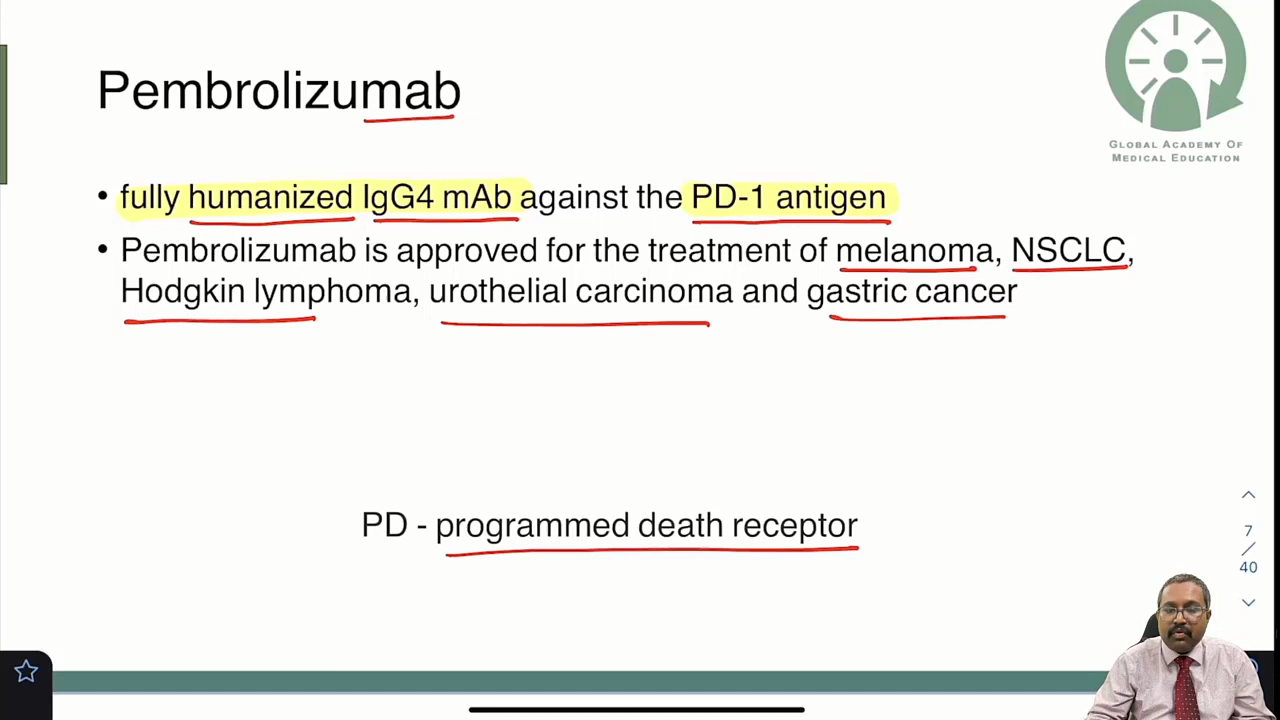 GLOBAL ACADEMY OF
MEDICAL EDUCATION
Pembrolizumab
• fully humanized IgG4 mAb against the PD-1 antigen
• Pembrolizumab is approved for the treatment of melanoma, NSCLC,
Hodgkin lymphoma, urothelial carcinoma and gastric cancer
PD - programmed death receptor
7
/
40